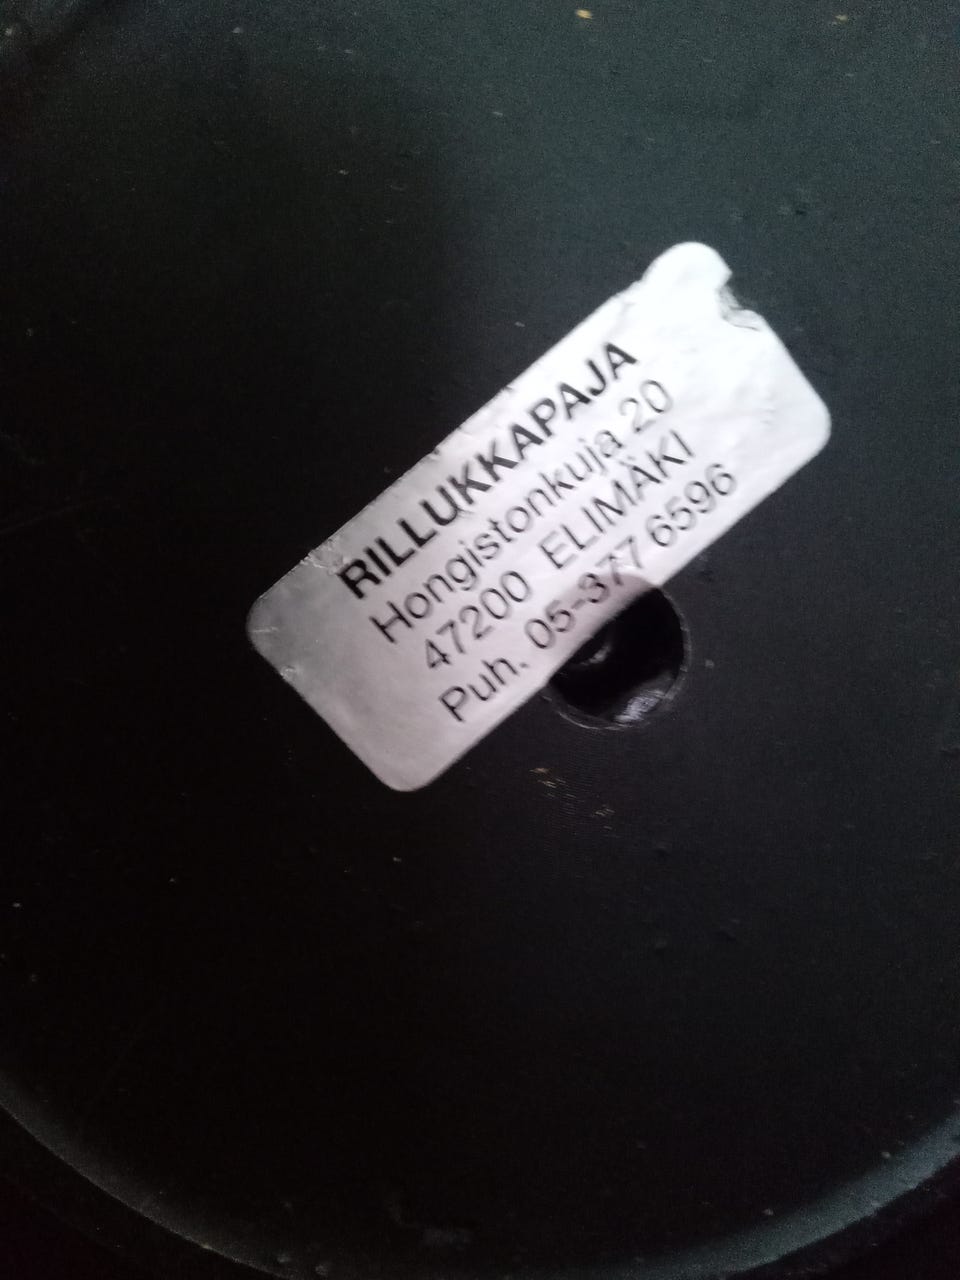 RILLUKKAPAJA
Hongistonkuja 20
47200 ELIMÄKI
Puh. 05-377 6596